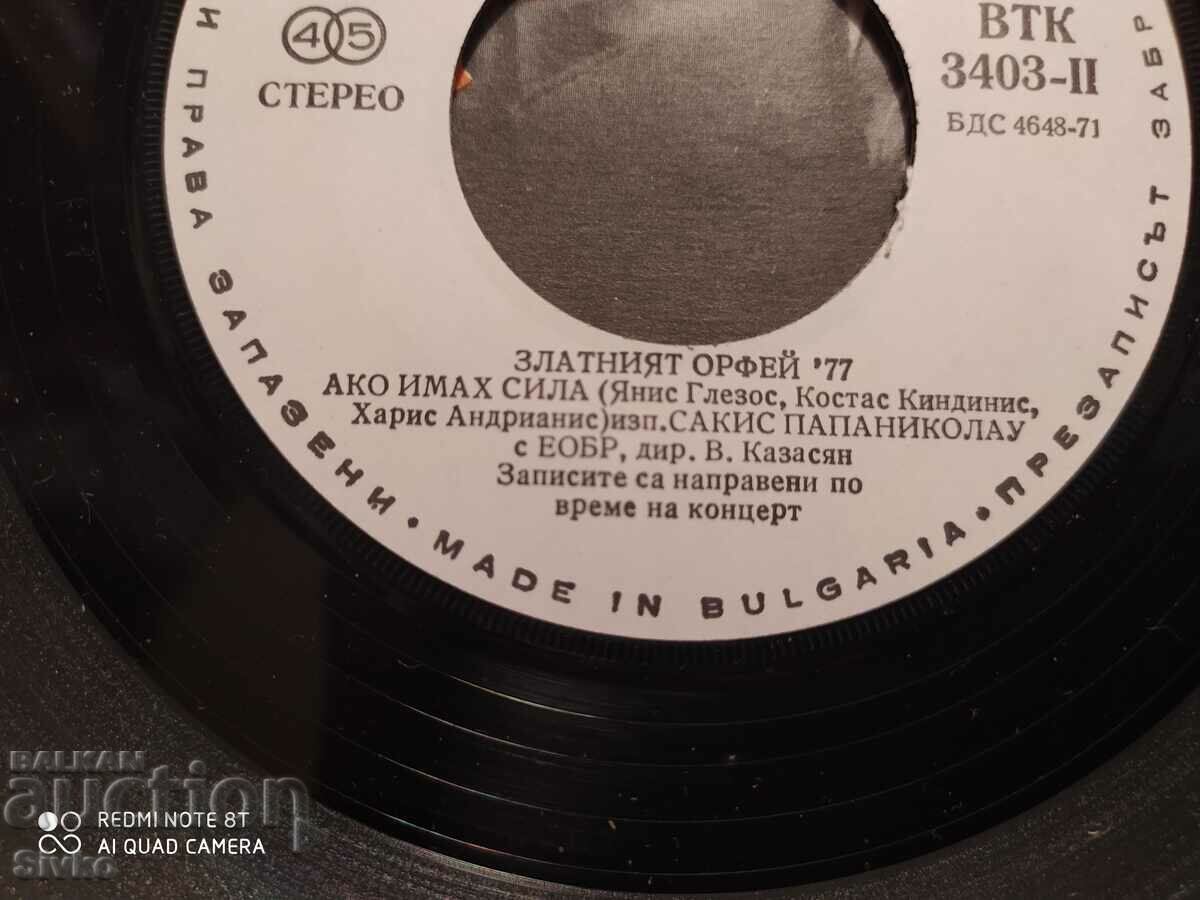 45
СТЕРЕО
ВТК
3403-II
БДС 4648-71
ЗЛАТНИЯТ ОРФЕЙ '77
АКО ИМАХ СИЛА (Янис Глезос, Костас Киндинис,
Харис Андрианис)изп.САКИС ПАПАНИКОЛАУ
с ЕОБР, дир. В. Казасян
Записите са направени по
време на концерт
И ПРАВА ЗАПАЗЕНИ • MADE IN BULGARIA • ПРЕЗАПИСЪТ ЗАБР
BALKAN
auction
REDMI NOTE 8T
AI QUAD CAMERA
Sivko